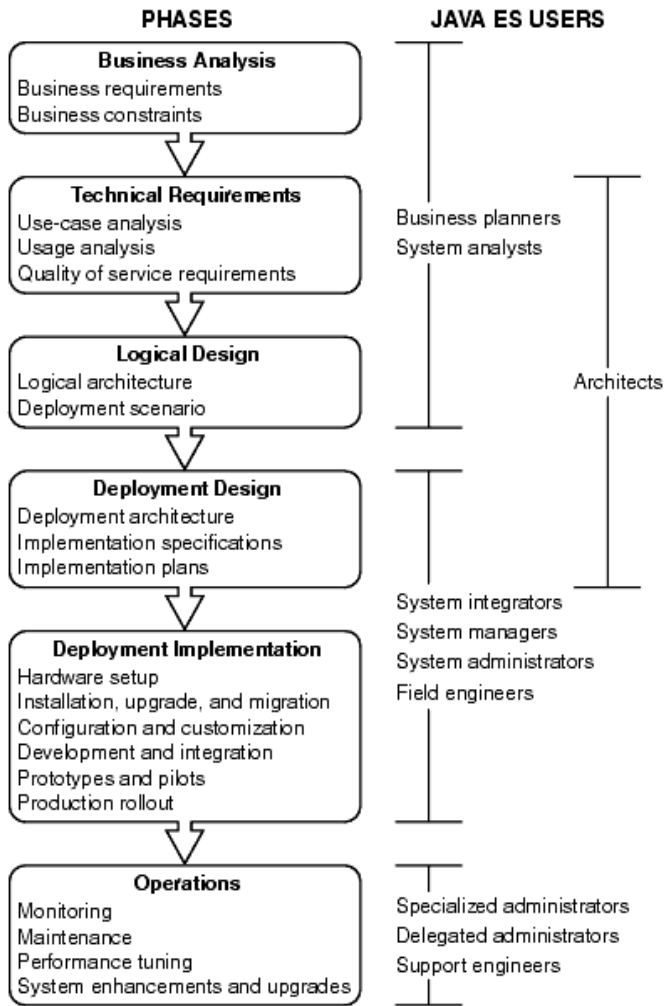 PHASES
JAVA ES USERS
Business Analysis
Business requirements
Business constraints
Technical Requirements
Use-case analysis
Usage analysis
Quality of service requirements
Business planners
System analysts
Logical Design
Logical architecture
Deployment scenario
Architects
Deployment Design
Deployment architecture
Implementation specifications
Implementation plans
System integrators
System managers
System administrators
Field engineers
Deployment Implementation
Hardware setup
Installation, upgrade, and migration
Configuration and customization
Development and integration
Prototypes and pilots
Production rollout
Operations
Monitoring
Maintenance
Performance tuning
System enhancements and upgrades
Specialized administrators
Delegated administrators
Support engineers